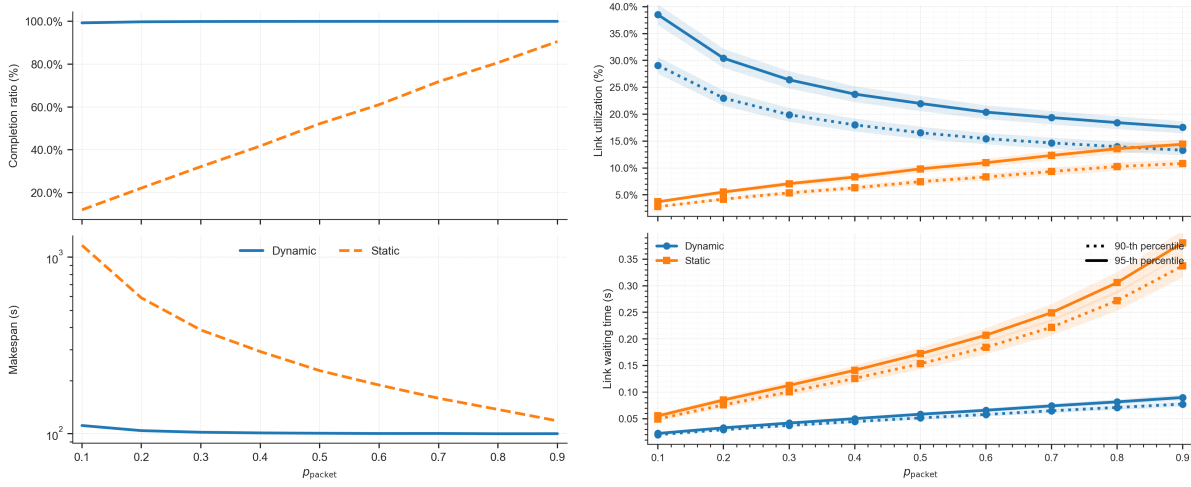 100.0%
80.0%
60.0%
40.0%
20.0%
Completion ratio (%)
10³
10²
Makespan (s)
Dynamic
Static
0.1 0.2 0.3 0.4 0.5 0.6 0.7 0.8 0.9
p_packet
40.0%
35.0%
30.0%
25.0%
20.0%
15.0%
10.0%
5.0%
Link utilization (%)
0.35
0.30
0.25
0.20
0.15
0.10
0.05
Link waiting time (s)
Dynamic
Static
90-th percentile
95-th percentile
0.1 0.2 0.3 0.4 0.5 0.6 0.7 0.8 0.9
p_packet